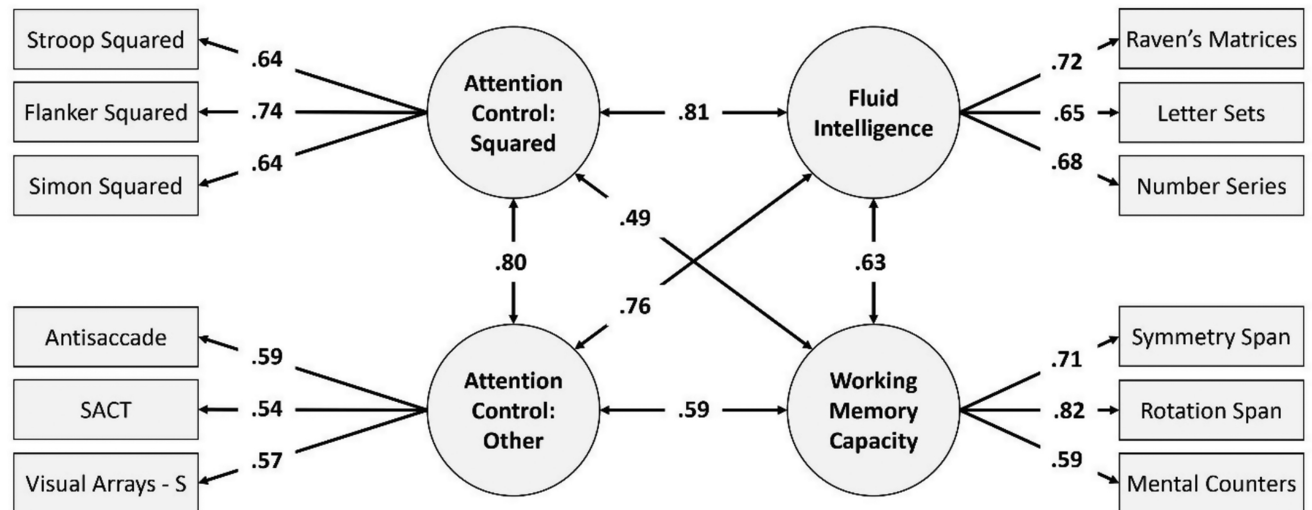 Stroop Squared
Flanker Squared
Simon Squared
.64
.74
.64
Attention
Control:
Squared
.81
Fluid
Intelligence
.72
.65
.68
Raven's Matrices
Letter Sets
Number Series
.80
.49
.76
.63
Antisaccade
SACT
Visual Arrays - S
.59
.54
.57
Attention
Control:
Other
.59
Working
Memory
Capacity
.71
.82
.59
Symmetry Span
Rotation Span
Mental Counters